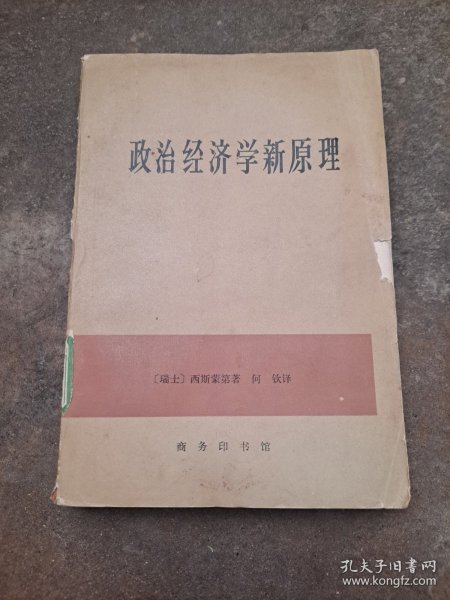 政治经济学新原理
〔瑞士〕西斯蒙第著 何 钦译
商务印书馆
孔夫子旧书网
www.kongfz.com